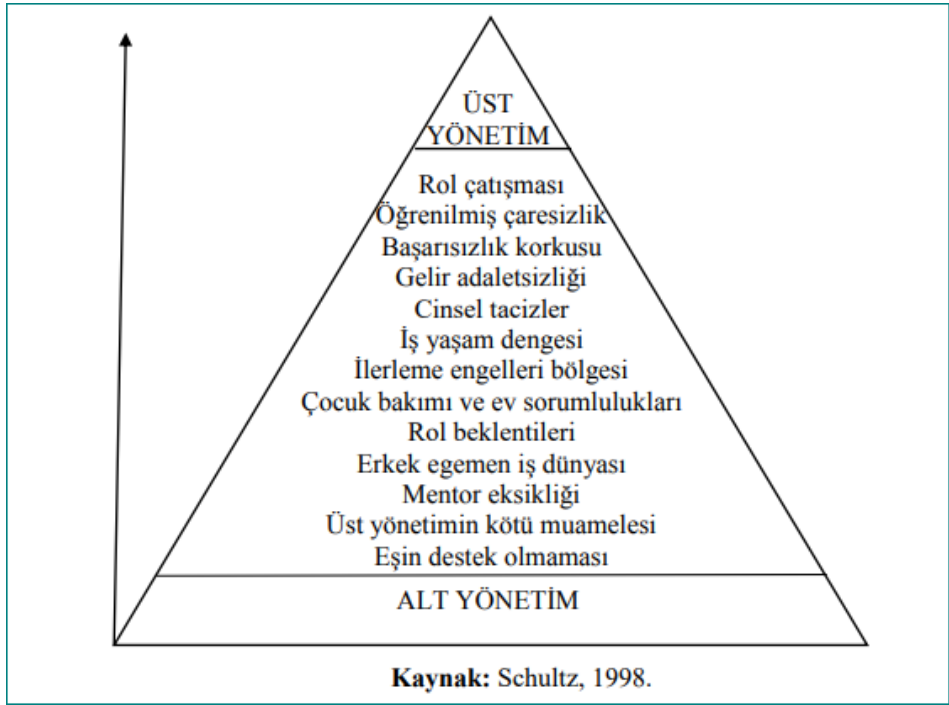 ÜST
YÖNETİM
Rol çatışması
Öğrenilmiş çaresizlik
Başarısızlık korkusu
Gelir adaletsizliği
Cinsel tacizler
İş yaşam dengesi
İlerleme engelleri bölgesi
Çocuk bakımı ve ev sorumlulukları
Rol beklentileri
Erkek egemen iş dünyası
Mentor eksikliği
Üst yönetimin kötü muamelesi
Eşin destek olmaması
ALT YÖNETİM
Kaynak: Schultz, 1998.